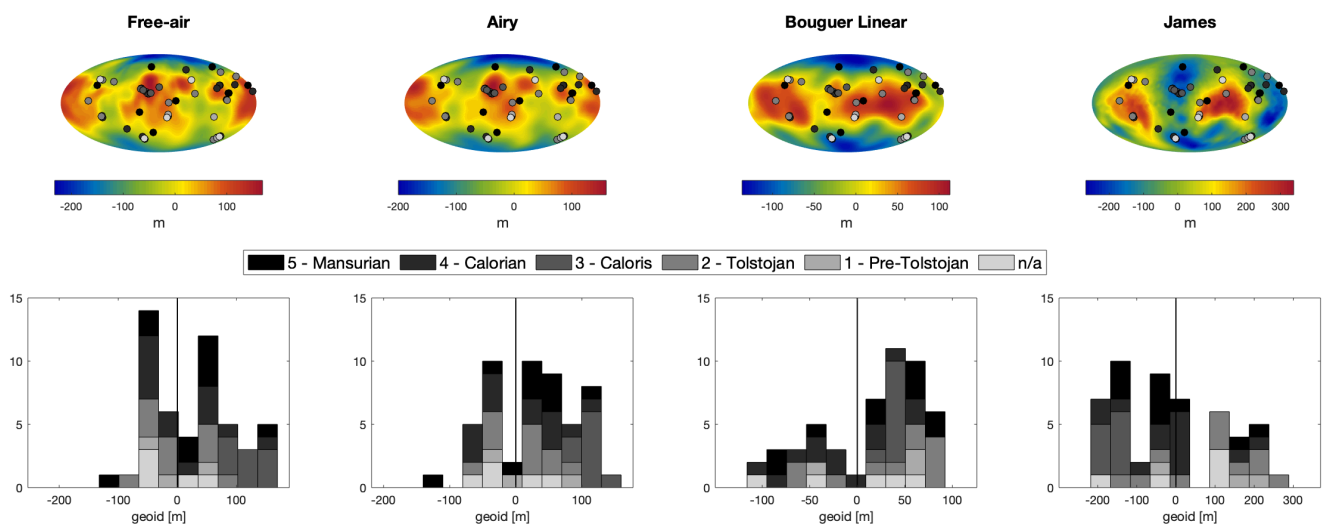 Free-air Airy Bouguer Linear James
-200 -100 0 100 -200 -100 0 100 -100 -50 0 50 100 -200 -100 0 100 200 300
m m m m
5 - Mansurian 4 - Calorian 3 - Caloris 2 - Tolstojan 1 - Pre-Tolstojan n/a
15 15 15 15
10 10 10 10
5 5 5 5
0 0 0 0
-200 -100 0 100 -200 -100 0 100 -100 -50 0 50 100 -200 -100 0 100 200 300
geoid [m] geoid [m] geoid [m] geoid [m]